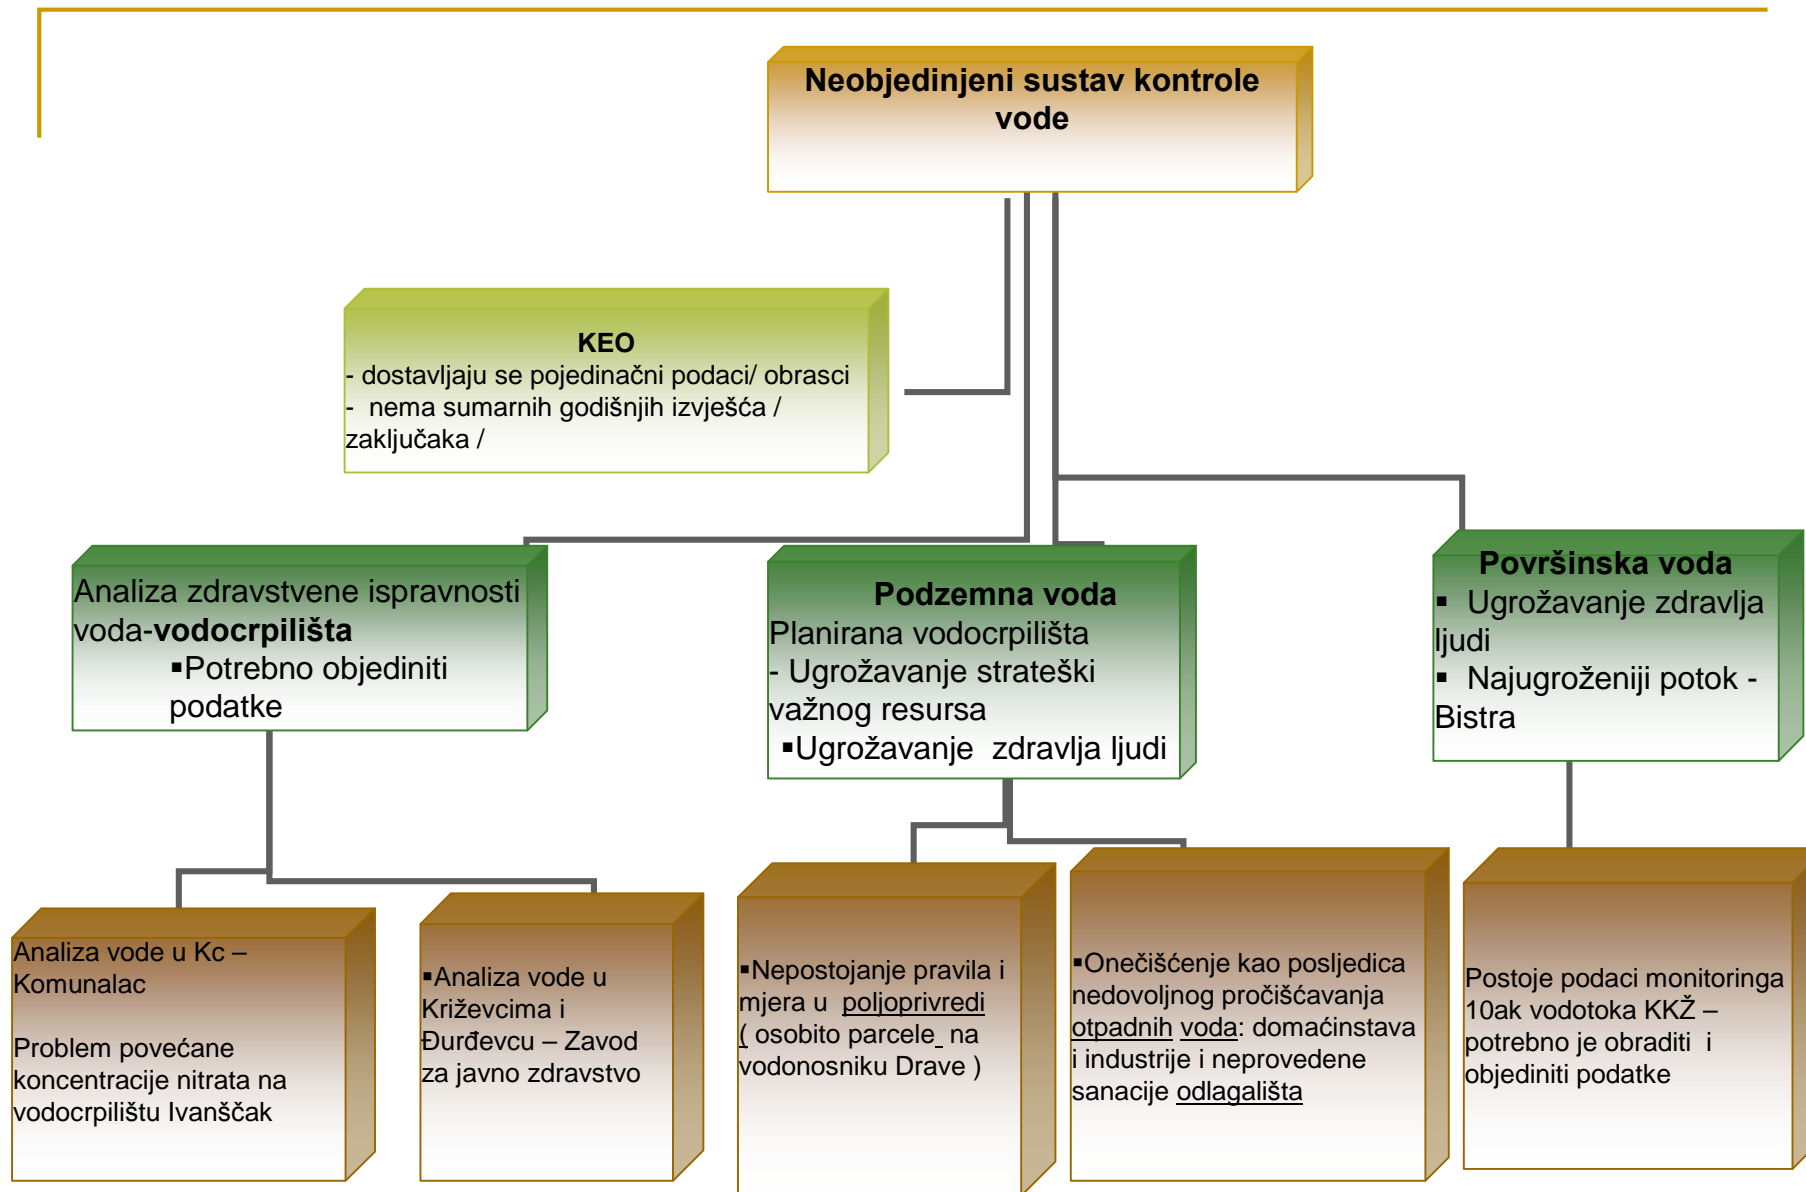 Neobjedinjeni sustav kontrole
vode
KEO
- dostavljaju se pojedinačni podaci/ obrasci
- nema sumarnih godišnjih izvješća /
zaključaka /
Analiza zdravstvene ispravnosti
voda-vodocrpilišta
▪Potrebno objediniti
podatke
Podzemna voda
Planirana vodocrpilišta
- Ugrožavanje strateški
važnog resursa
▪Ugrožavanje zdravlja ljudi
Površinska voda
▪ Ugrožavanje zdravlja
ljudi
▪ Najugroženiji potok -
Bistra
Analiza vode u Kc –
Komunalac
Problem povećane
koncentracije nitrata na
vodocrpilištu Ivanščak
▪Analiza vode u
Križevcima i
Đurđevcu – Zavod
za javno zdravstvo
▪Nepostojanje pravila i
mjera u poljoprivredi
( osobito parcele na
vodonosniku Drave )
▪Onečišćenje kao posljedica
nedovoljnog pročišćavanja
otpadnih voda: domaćinstava
i industrije i neprovedene
sanacije odlagališta
Postoje podaci monitoringa
10ak vodotoka KKŽ –
potrebno je obraditi i
objediniti podatke